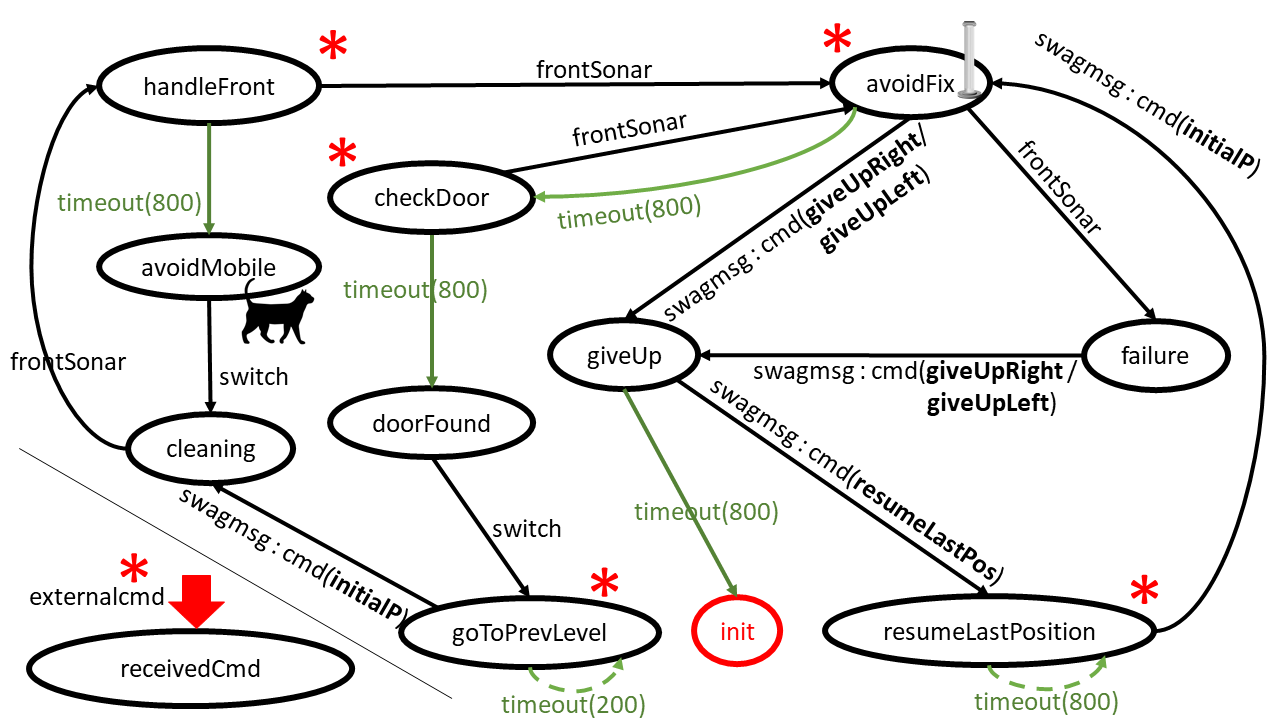 *
handleFront
frontSonar
*
avoidFix
swagmsg : cmd(initialP)
frontSonar
*
checkDoor
timeout(800)
timeout(800)
swagmsg : cmd(giveUpRight/
giveUpLeft)
frontSonar
avoidMobile
timeout(800)
frontSonar
switch
giveUp
failure
swagmsg : cmd(giveUpRight /
giveUpLeft)
doorFound
cleaning
swagmsg : cmd(resumeLastPos)
timeout(800)
switch
swagmsg : cmd(initialP)
*
externalcmd
receivedCmd
*
goToPrevLevel
timeout(200)
init
*
resumeLastPosition
timeout(800)